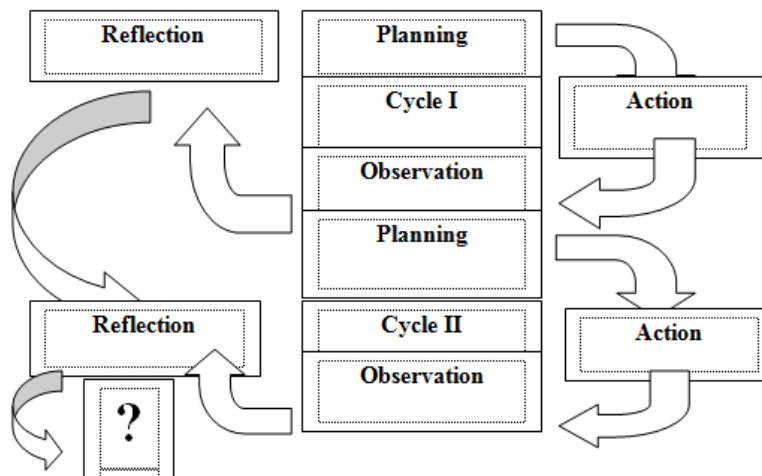 Reflection
Planning
Cycle I
Action
Observation
Planning
Reflection
Cycle II
Action
Observation
?